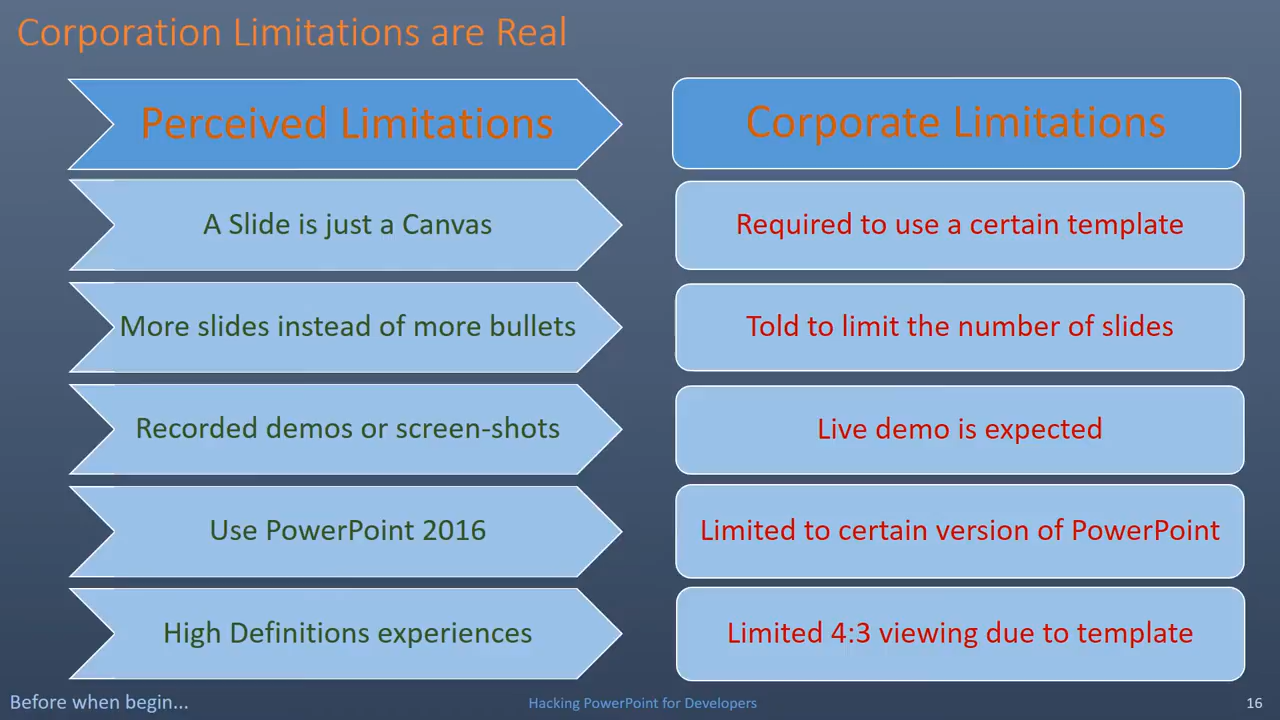 Corporation Limitations are Real
Perceived Limitations
Corporate Limitations
A Slide is just a Canvas
Required to use a certain template
More slides instead of more bullets
Told to limit the number of slides
Recorded demos or screen-shots
Live demo is expected
Use PowerPoint 2016
Limited to certain version of PowerPoint
High Definitions experiences
Limited 4:3 viewing due to template
Before when begin...
Hacking PowerPoint for Developers
16